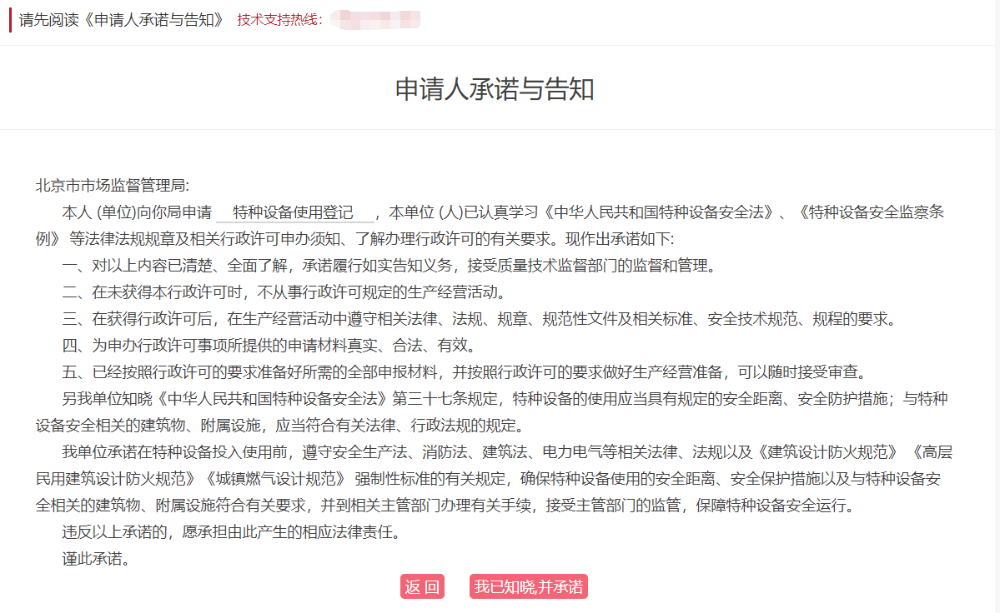 请先阅读《申请人承诺与告知》 技术支持热线：
申请人承诺与告知
北京市市场监督管理局:
本人 (单位)向你局申请 特种设备使用登记 ，本单位 (人)已认真学习《中华人民共和国特种设备安全法》、《特种设备安全监察条
例》 等法律法规规章及相关行政许可申办须知、了解办理行政许可的有关要求。现作出承诺如下:
一、对以上内容已清楚、全面了解，承诺履行如实告知义务，接受质量技术监督部门的监督和管理。
二、在未获得本行政许可时，不从事行政许可规定的生产经营活动。
三、在获得行政许可后，在生产经营活动中遵守相关法律、法规、规章、规范性文件及相关标准、安全技术规范、规程的要求。
四、为申办行政许可事项所提供的申请材料真实、合法、有效。
五、已经按照行政许可的要求准备好所需的全部申报材料，并按照行政许可的要求做好生产经营准备，可以随时接受审查。
另我单位知晓《中华人民共和国特种设备安全法》第三十七条规定，特种设备的使用应当具有规定的安全距离、安全防护措施；与特种
设备安全相关的建筑物、附属设施，应当符合有关法律、行政法规的规定。
我单位承诺在特种设备投入使用前，遵守安全生产法、消防法、建筑法、电力电气等相关法律、法规以及《建筑设计防火规范》 《高层
民用建筑设计防火规范》《城镇燃气设计规范》 强制性标准的有关规定，确保特种设备使用的安全距离、安全保护措施以及与特种设备安
全相关的建筑物、附属设施符合有关要求，并到相关主管部门办理有关手续，接受主管部门的监管，保障特种设备安全运行。
违反以上承诺的，愿承担由此产生的相应法律责任。
谨此承诺。
返 回 我已知晓,并承诺